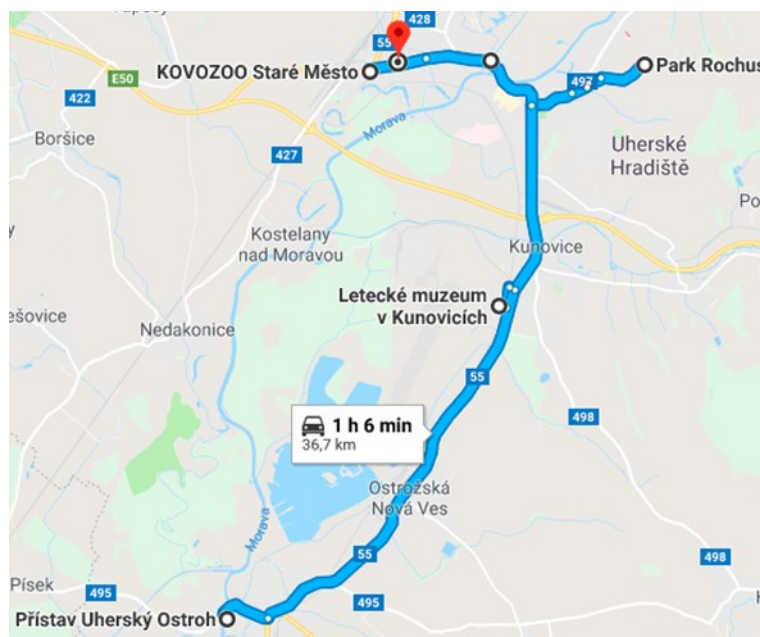 428
55
KOVOZOO Staré Město
E50
Park Rochus
497
422
Morava
Boršice
427
Uherské
Hradiště
Kostelany
nad Moravou
Kunovice
Letecké muzeum
v Kunovicích
Nedakonice
55
498
1 h 6 min
36,7 km
Ostrožská
Nová Ves
Morava
55
498
Písek
495
495
Přístav Uherský Ostroh